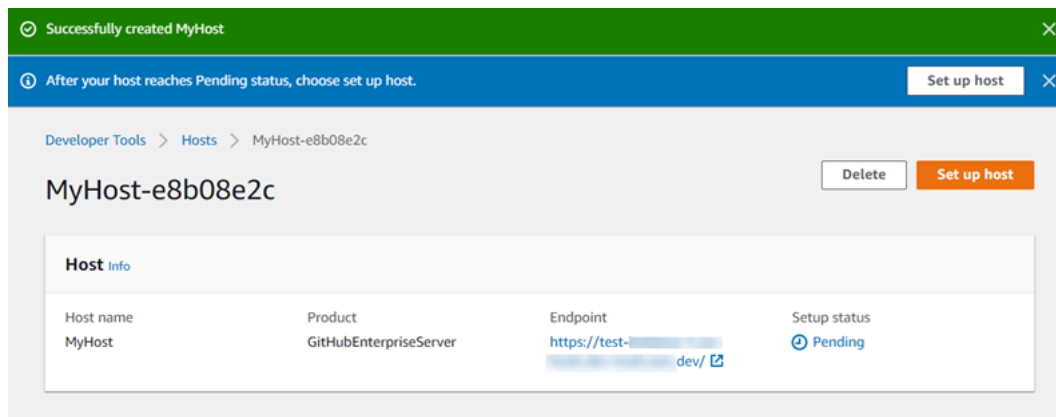 Successfully created MyHost
After your host reaches Pending status, choose set up host.
Set up host
Developer Tools > Hosts > MyHost-e8b08e2c
MyHost-e8b08e2c
Delete
Set up host
Host Info
Host name
Product
Endpoint
Setup status
MyHost
GitHubEnterpriseServer
https://test-
dev/
Pending